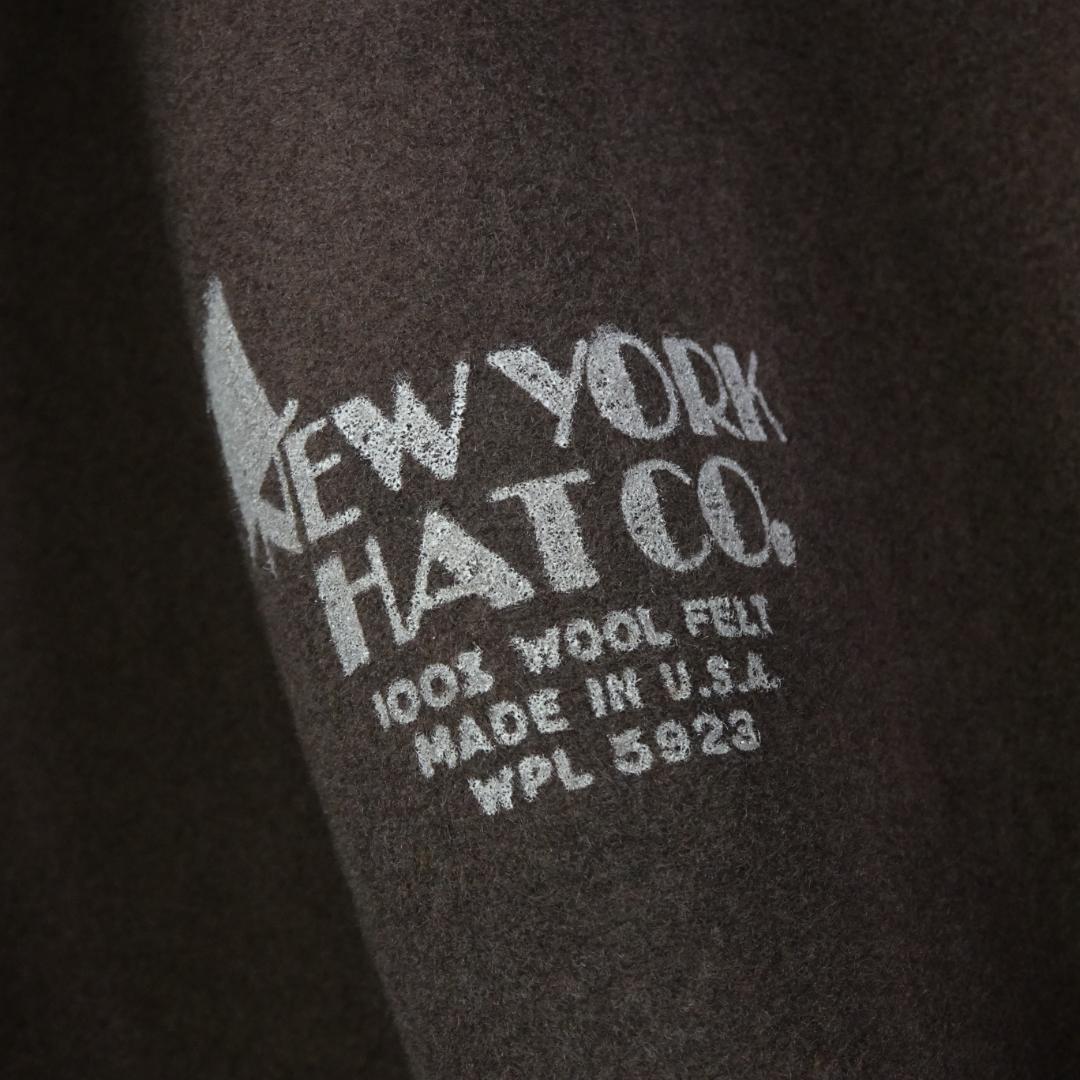 NEW YORK
HAT CO.
100% WOOL FELT
MADE IN U.S.A.
WPL 5923